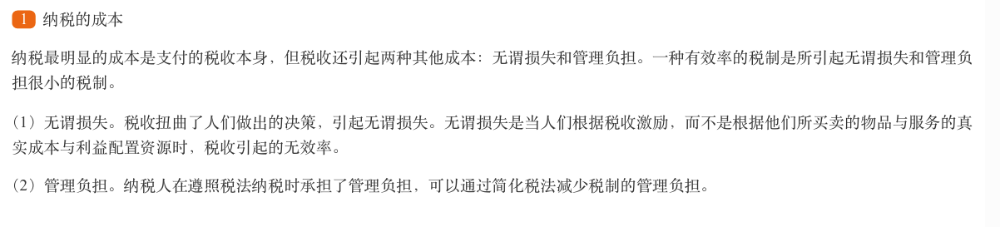 1 纳税的成本
纳税最明显的成本是支付的税收本身，但税收还引起两种其他成本：无谓损失和管理负担。一种有效率的税制是所引起无谓损失和管理负
担很小的税制。
（1）无谓损失。税收扭曲了人们做出的决策，引起无谓损失。无谓损失是当人们根据税收激励，而不是根据他们所买卖的物品与服务的真
实成本与利益配置资源时，税收引起的无效率。
（2）管理负担。纳税人在遵照税法纳税时承担了管理负担，可以通过简化税法减少税制的管理负担。